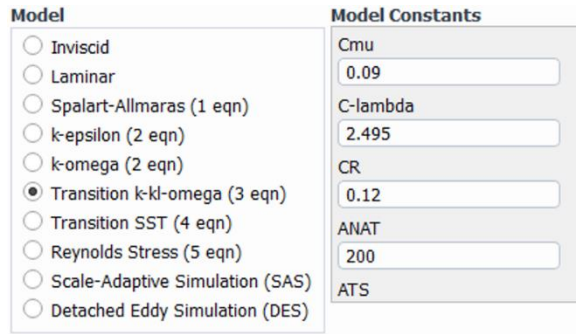 Model
Inviscid
Laminar
Spalart-Allmaras (1 eqn)
k-epsilon (2 eqn)
k-omega (2 eqn)
Transition k-kl-omega (3 eqn)
Transition SST (4 eqn)
Reynolds Stress (5 eqn)
Scale-Adaptive Simulation (SAS)
Detached Eddy Simulation (DES)
Model Constants
Cmu
0.09
C-lambda
2.495
CR
0.12
ANAT
200
ATS